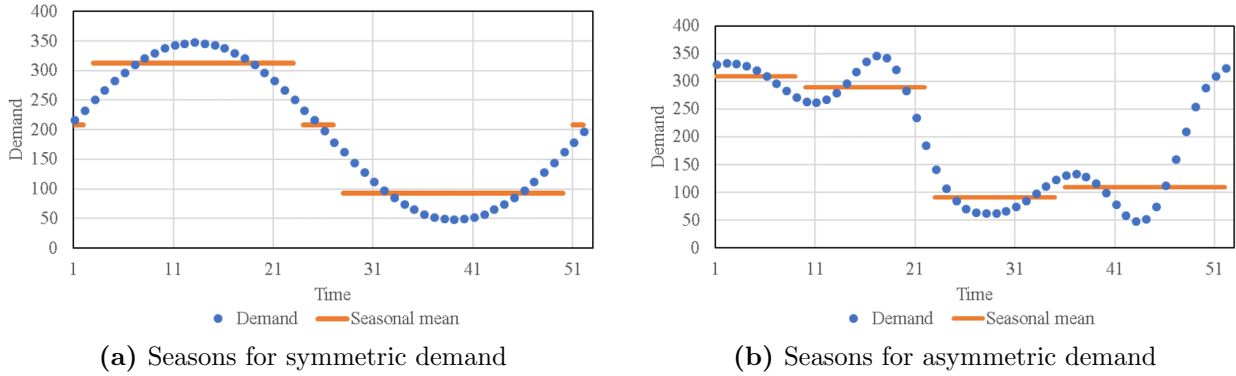 400
350
300
250
200
150
100
50
0
Demand
1 11 21 31 41 51
Time
Demand Seasonal mean
(a) Seasons for symmetric demand
400
350
300
250
200
150
100
50
0
Demand
1 11 21 31 41 51
Time
Demand Seasonal mean
(b) Seasons for asymmetric demand